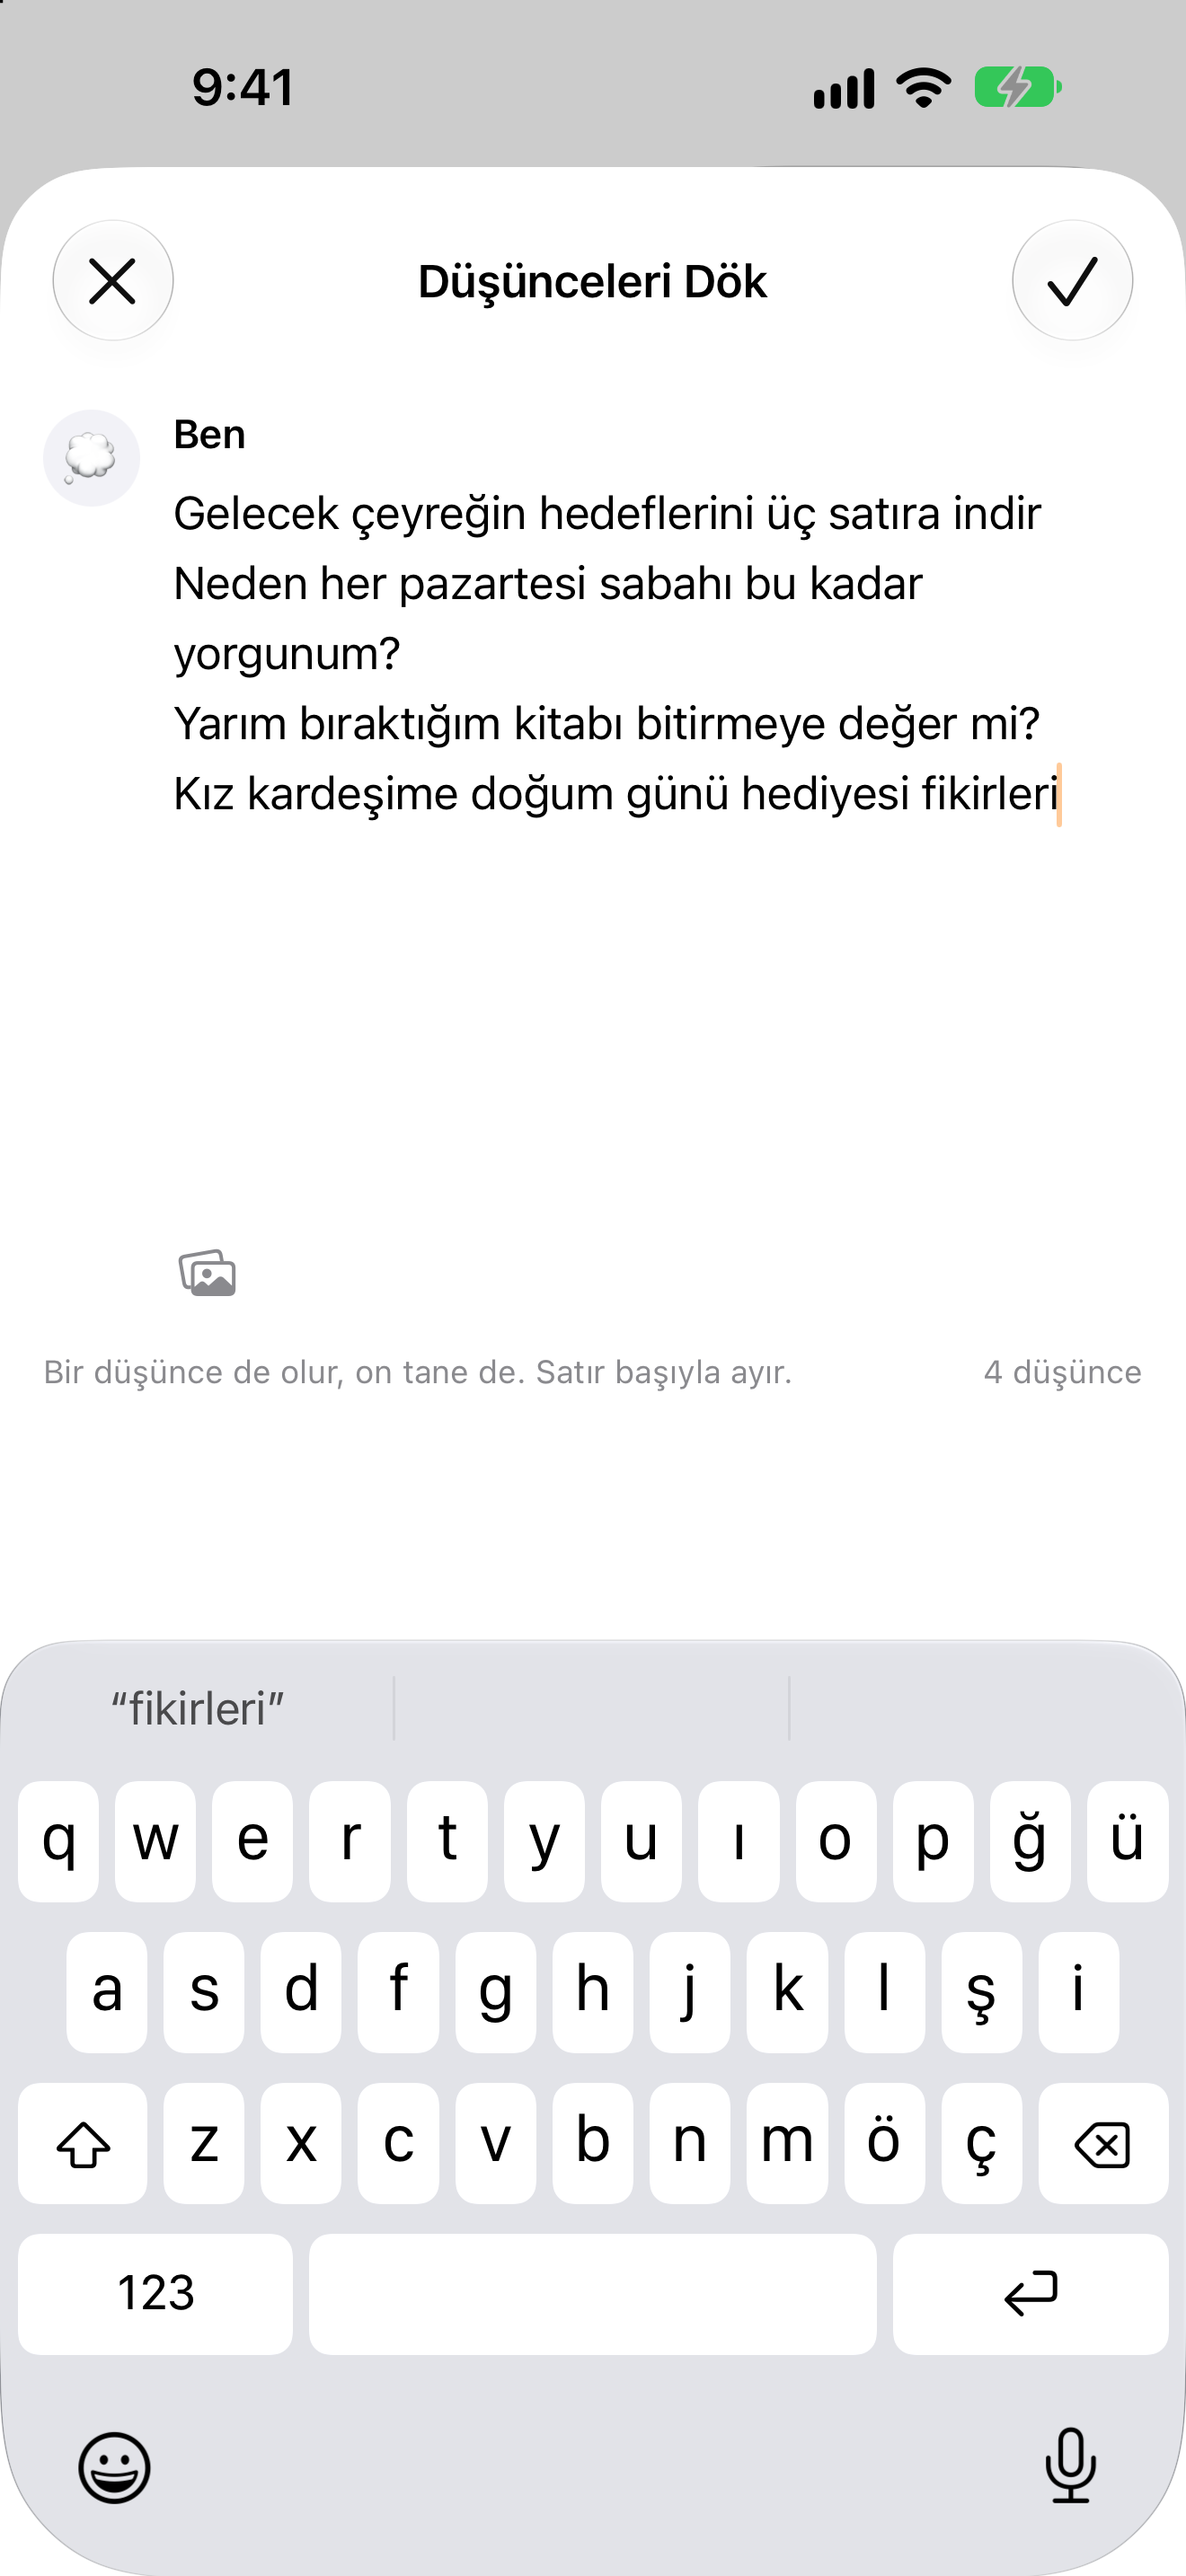 9:41
Düşünceleri Dök
Ben
Gelecek çeyreğin hedeflerini üç satıra indir
Neden her pazartesi sabahı bu kadar
yorgunum?
Yarım bıraktığım kitabı bitirmeye değer mi?
Kız kardeşime doğum günü hediyesi fikirleri
Bir düşünce de olur, on tane de. Satır başıyla ayır.
4 düşünce
“fikirleri”
q w e r t y u ı o p ğ ü
a s d f g h j k l ş i
z x c v b n m ö ç
123